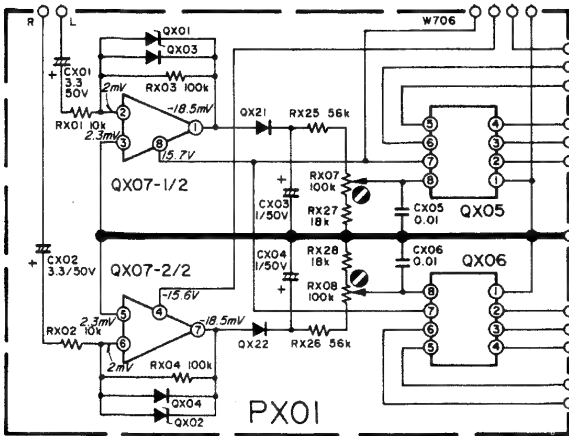 R L
W706
QX01
QX03
CX01
3.3
50V
RX03 100k
2mV
-18.5mV
RX01 10k
2 1
2.3mV
3 8
15.7V
QX07-1/2
QX21
RX25 56k
RX07
100k
RX27
18k
CX03
1/50V
CX05
0.01
5 4
6 3
7 2
8 1
QX05
CX02
3.3/50V
QX07-2/2
CX04
1/50V
RX28
18k
RX08
100k
CX06
0.01
QX06
8 1
7 2
6 3
5 4
-15.6V
2.3mV
5 4
-18.5mV
7
RX02 10k
6
2mV
QX22
RX26 56k
RX04 100k
QX04
QX02
PX01